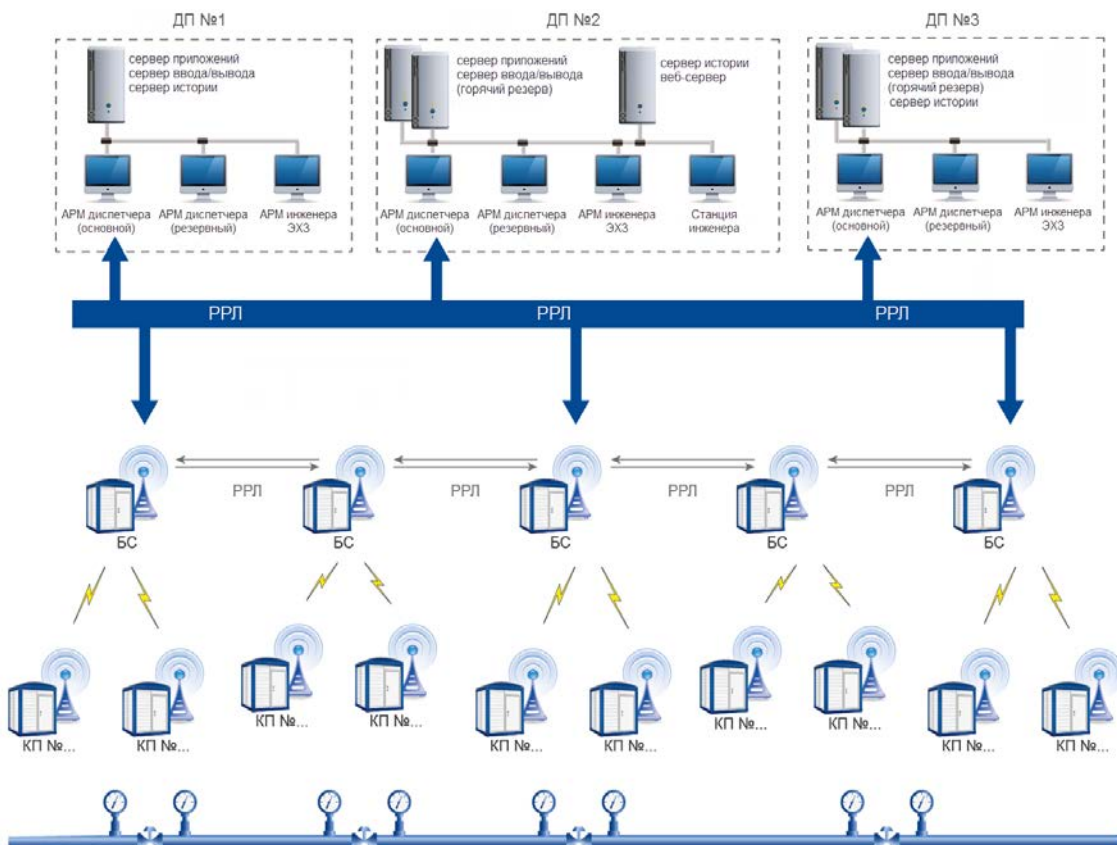 ДП №1
ДП №2
ДП №3
сервер приложений
сервер ввода/вывода
сервер истории
сервер приложений
сервер ввода/вывода
(горячий резерв)
сервер истории
веб-сервер
сервер приложений
сервер ввода/вывода
(горячий резерв)
сервер истории
АРМ диспетчера
(основной)
АРМ диспетчера
(резервный)
АРМ инженера
ЭХЗ
АРМ диспетчера
(основной)
АРМ диспетчера
(резервный)
АРМ инженера
ЭХЗ
Станция
инженера
АРМ диспетчера
(основной)
АРМ диспетчера
(резервный)
АРМ инженера
ЭХЗ
РРЛ
РРЛ
РРЛ
РРЛ
РРЛ
РРЛ
РРЛ
БС
БС
БС
БС
БС
КП №...
КП №...
КП №...
КП №...
КП №...
КП №...
КП №...
КП №...
КП №...
КП №...